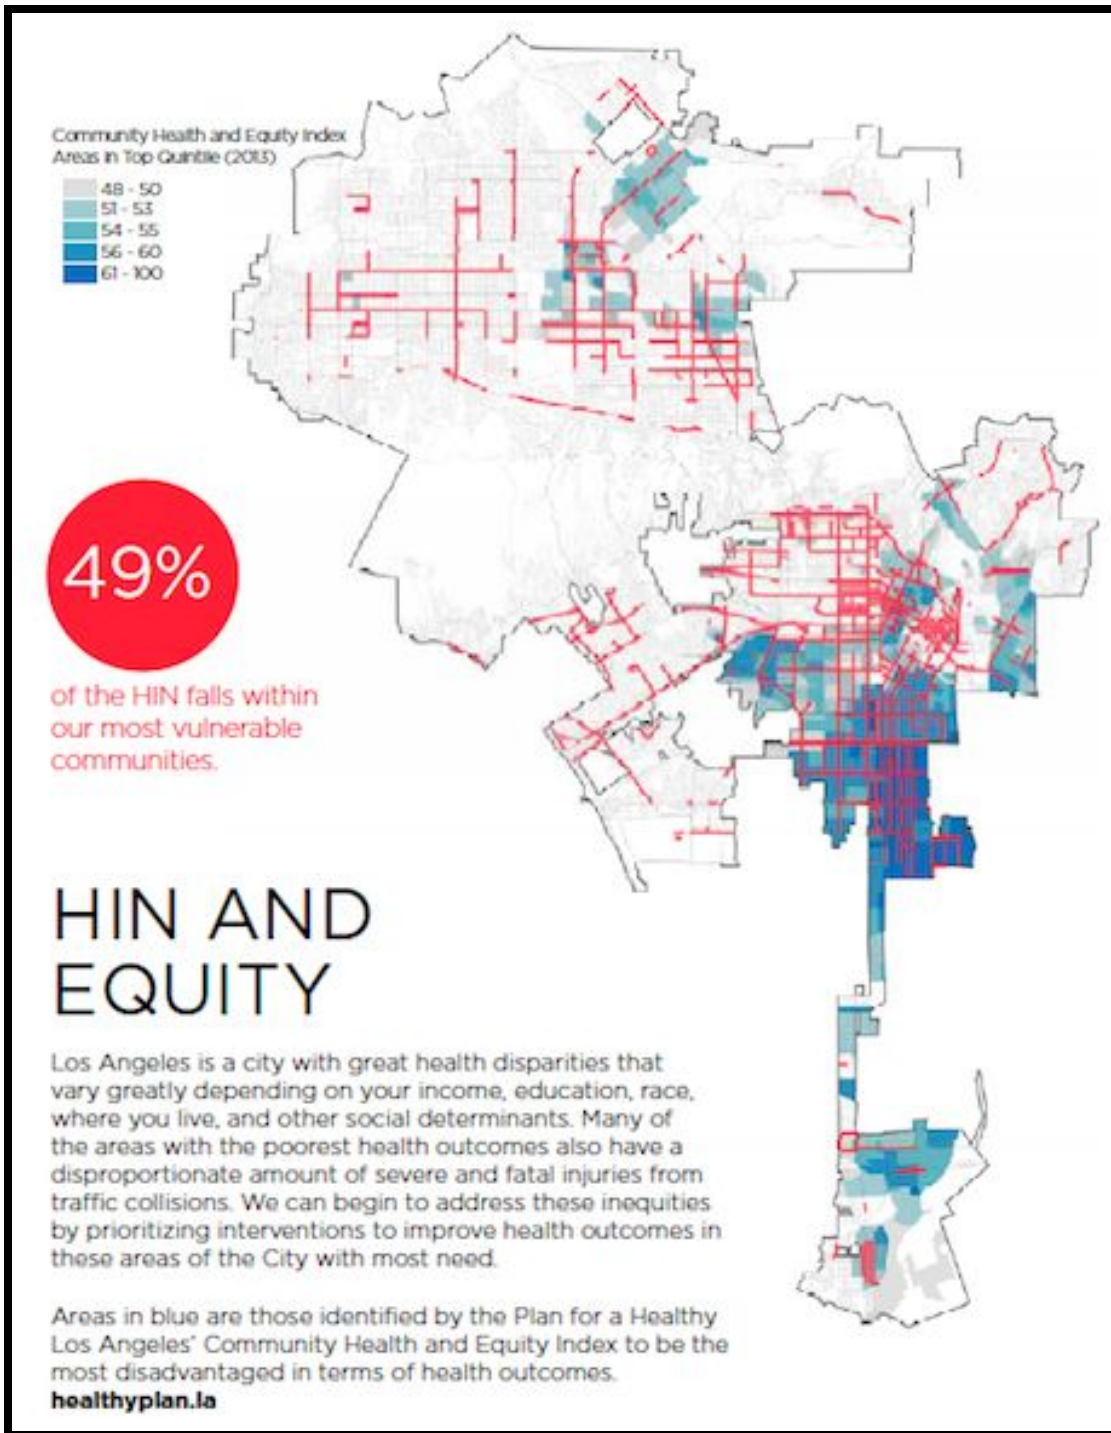 Community Health and Equity Index
Areas in Top Quintile (2013)
48 - 50
51 - 53
54 - 55
56 - 60
61 - 100
49%
of the HIN falls within
our most vulnerable
communities.
HIN AND
EQUITY
Los Angeles is a city with great health disparities that
vary greatly depending on your income, education, race,
where you live, and other social determinants. Many of
the areas with the poorest health outcomes also have a
disproportionate amount of severe and fatal injuries from
traffic collisions. We can begin to address these inequities
by prioritizing interventions to improve health outcomes in
these areas of the City with most need.
Areas in blue are those identified by the Plan for a Healthy
Los Angeles' Community Health and Equity Index to be the
most disadvantaged in terms of health outcomes.
healthyplan.la